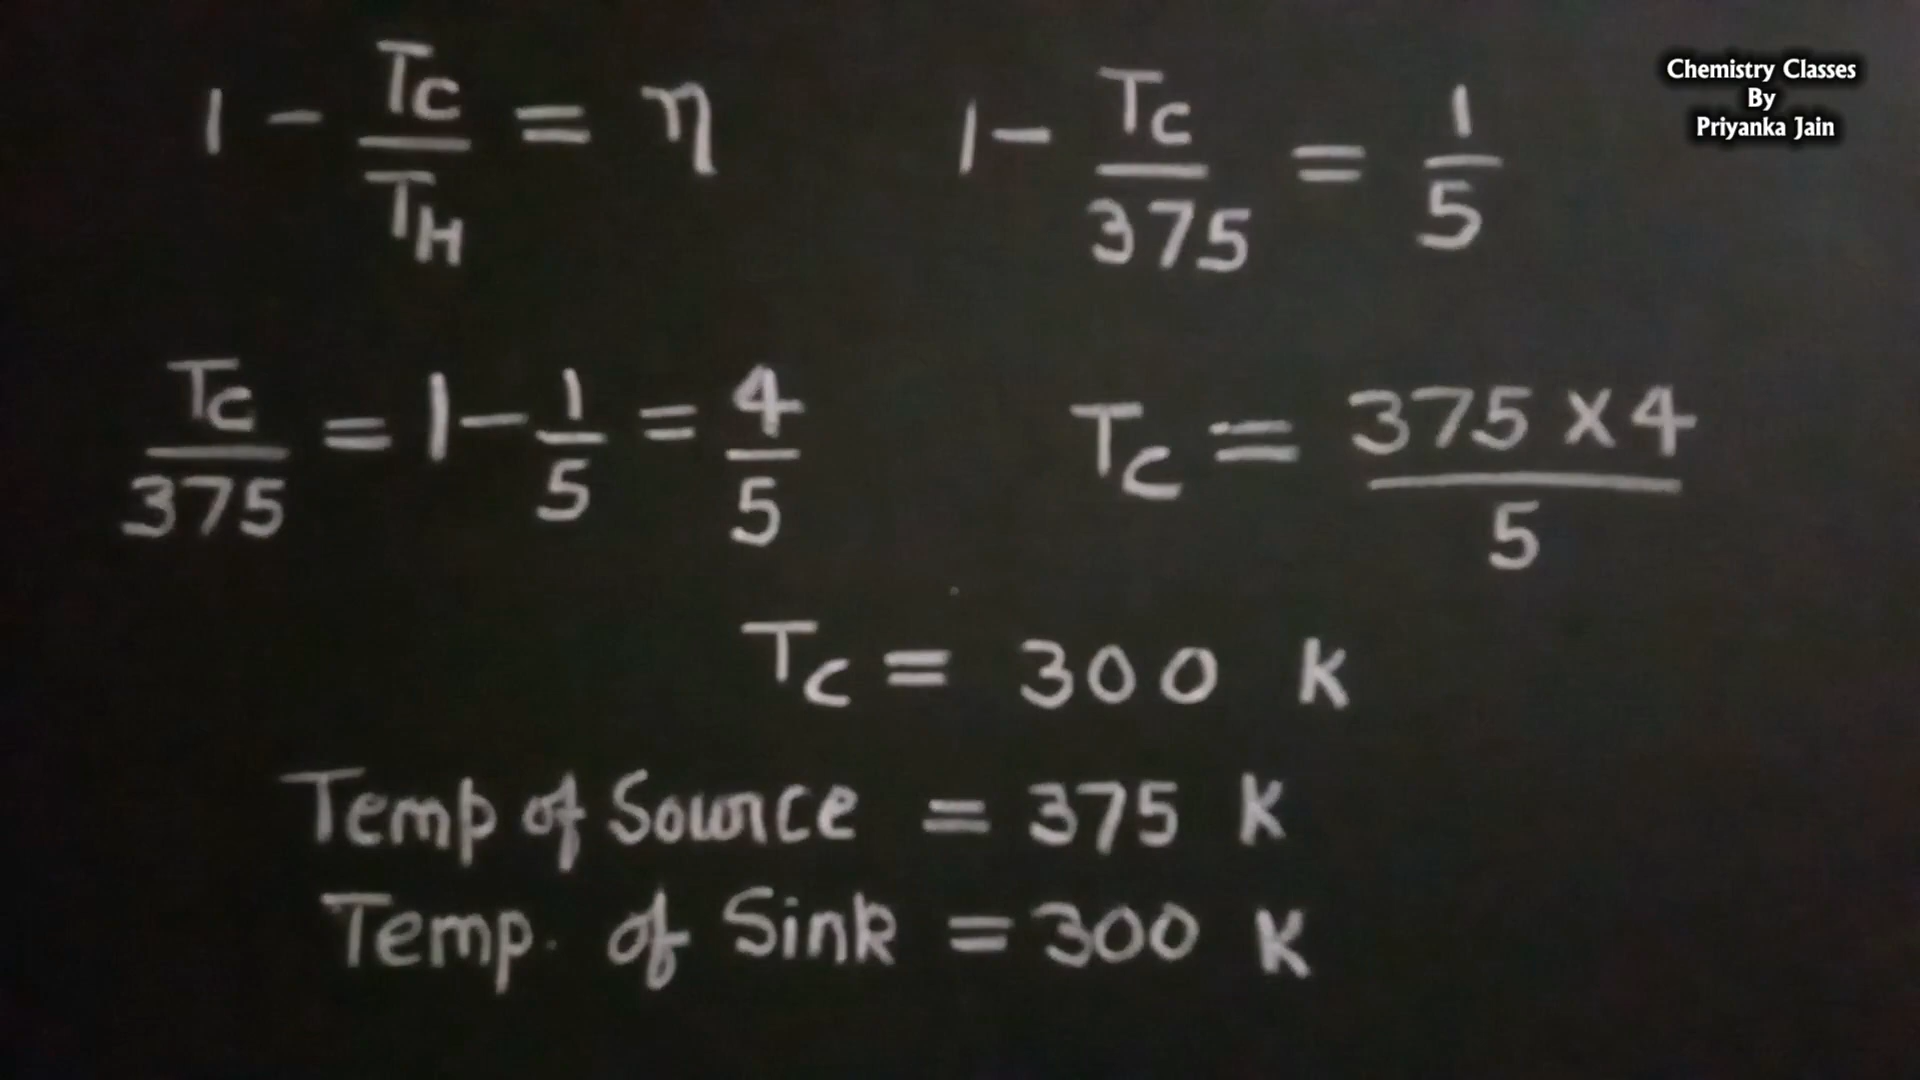 1 - Tc/TH = η
1 - Tc/375 = 1/5
Tc/375 = 1 - 1/5 = 4/5
Tc = 375 x 4/5
Tc = 300 K
Temp of Source = 375 K
Temp. of Sink = 300 K
Chemistry Classes
By
Priyanka Jain